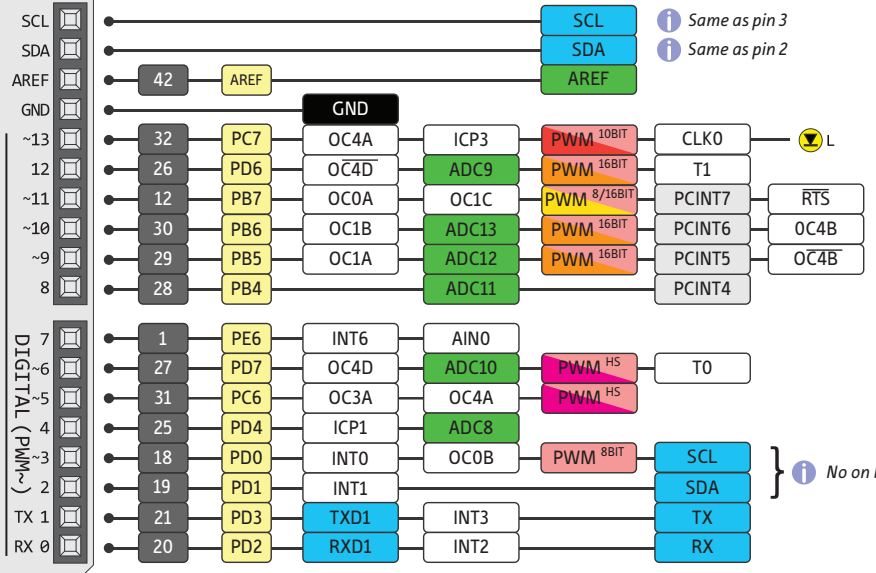 SCL SCL Same as pin 3
SDA SDA Same as pin 2
AREF 42 AREF AREF
GND GND
~13 32 PC7 OC4A ICP3 PWM 10BIT CLK0 L
12 26 PD6 OC4D ADC9 PWM 16BIT T1
~11 12 PB7 OC0A OC1C PWM 8/16BIT PCINT7 RTS
~10 30 PB6 OC1B ADC13 PWM 16BIT PCINT6 0C4B
~9 29 PB5 OC1A ADC12 PWM 16BIT PCINT5 OC4B
8 28 PB4 ADC11 PCINT4
DIGITAL (PWM~)
7 1 PE6 INT6 AIN0
~6 27 PD7 OC4D ADC10 PWM HS T0
~5 31 PC6 OC3A OC4A PWM HS
4 25 PD4 ICP1 ADC8
~3 18 PD0 INT0 OC0B PWM 8BIT SCL
2 19 PD1 INT1 SDA
} No on
TX 1 21 PD3 TXD1 INT3 TX
RX 0 20 PD2 RXD1 INT2 RX